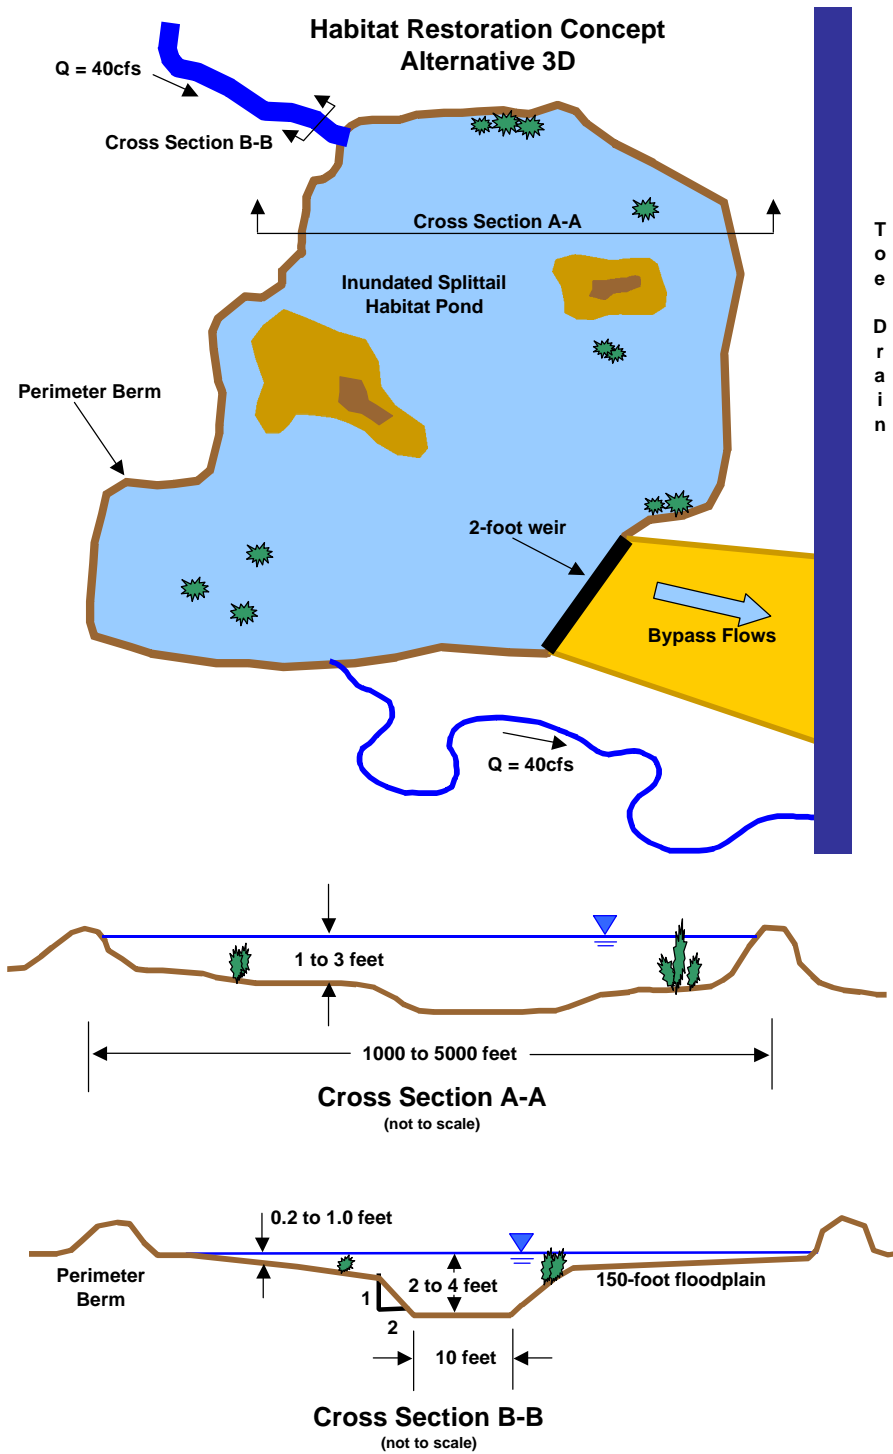 Habitat Restoration Concept
Alternative 3D
Q = 40cfs
Cross Section B-B
Cross Section A-A
Toe Drain
Inundated Splittail
Habitat Pond
Perimeter Berm
2-foot weir
Bypass Flows
Q = 40cfs
1 to 3 feet
1000 to 5000 feet
Cross Section A-A
(not to scale)
0.2 to 1.0 feet
Perimeter
Berm
2 to 4 feet
150-foot floodplain
1
2
10 feet
Cross Section B-B
(not to scale)